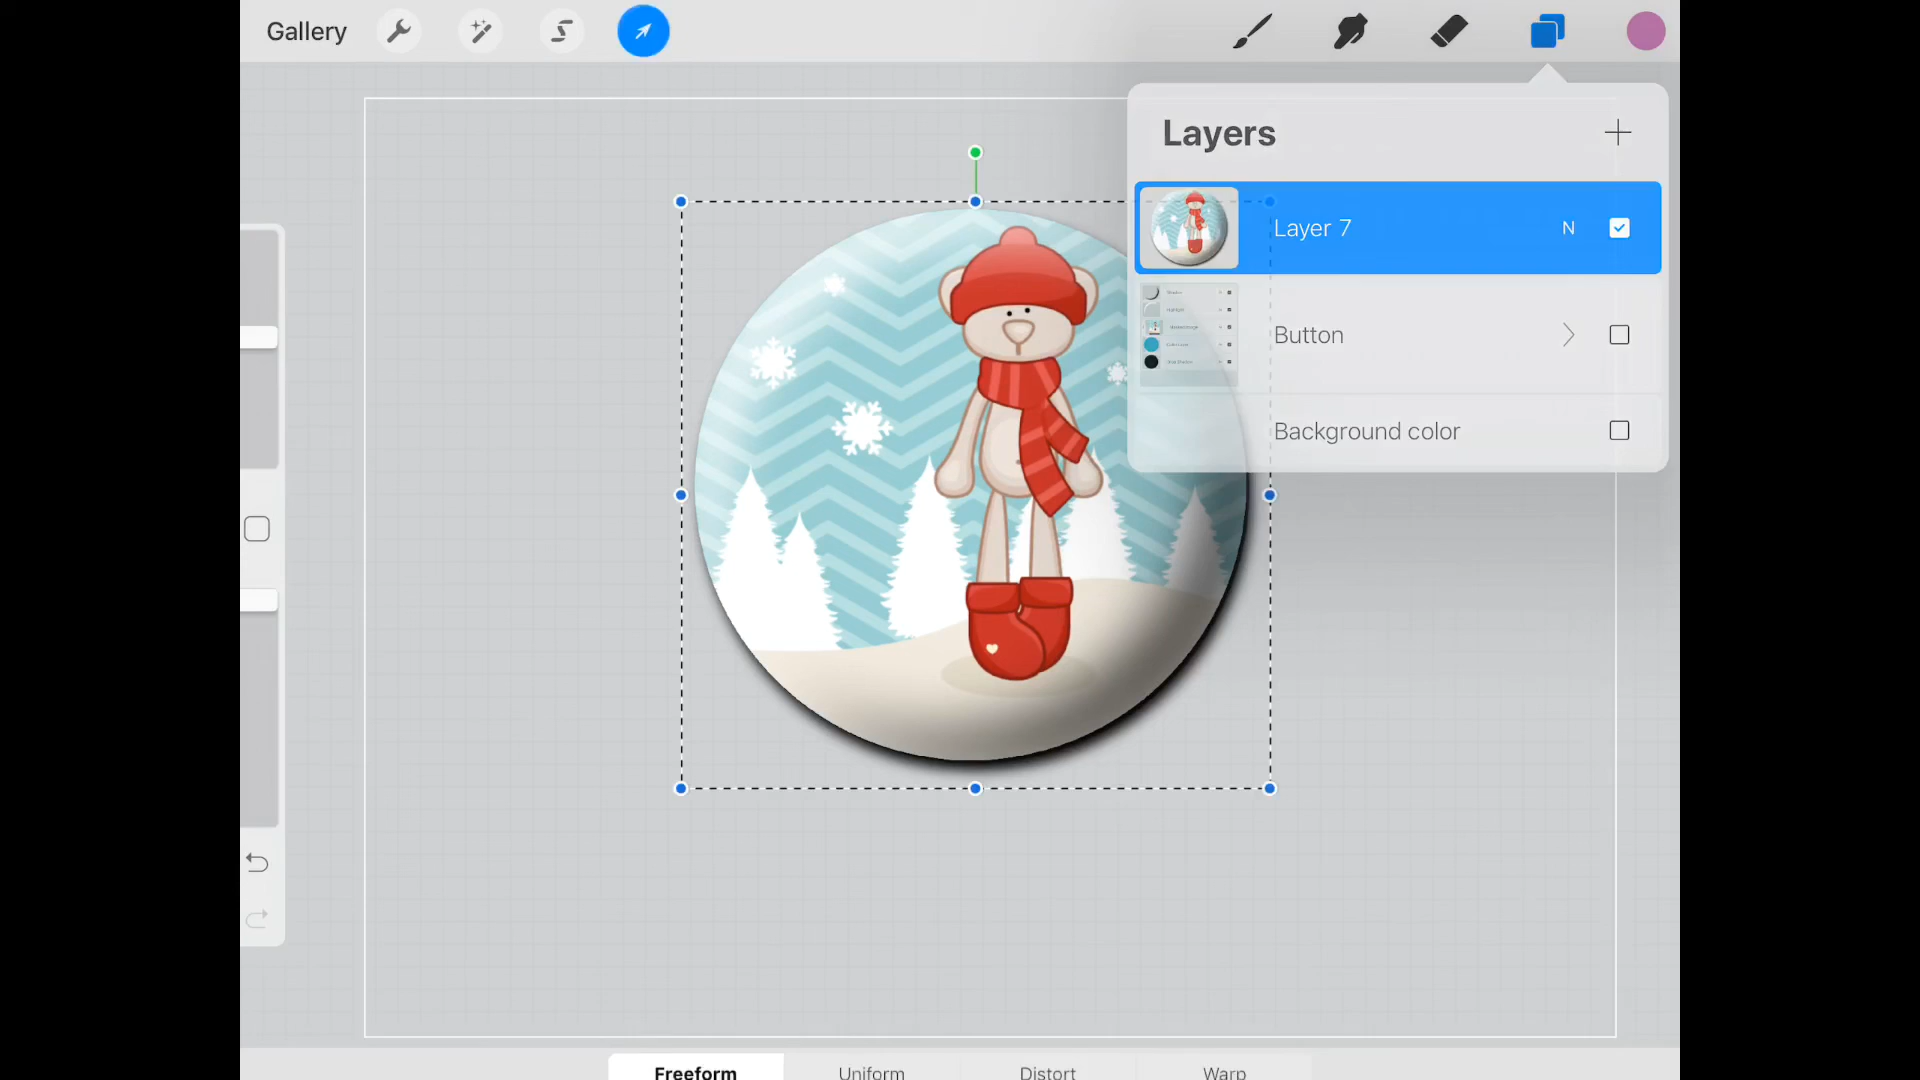 Gallery
Layers
Layer 7
N
Button
Background color
Freeform
Uniform
Distort
Warp